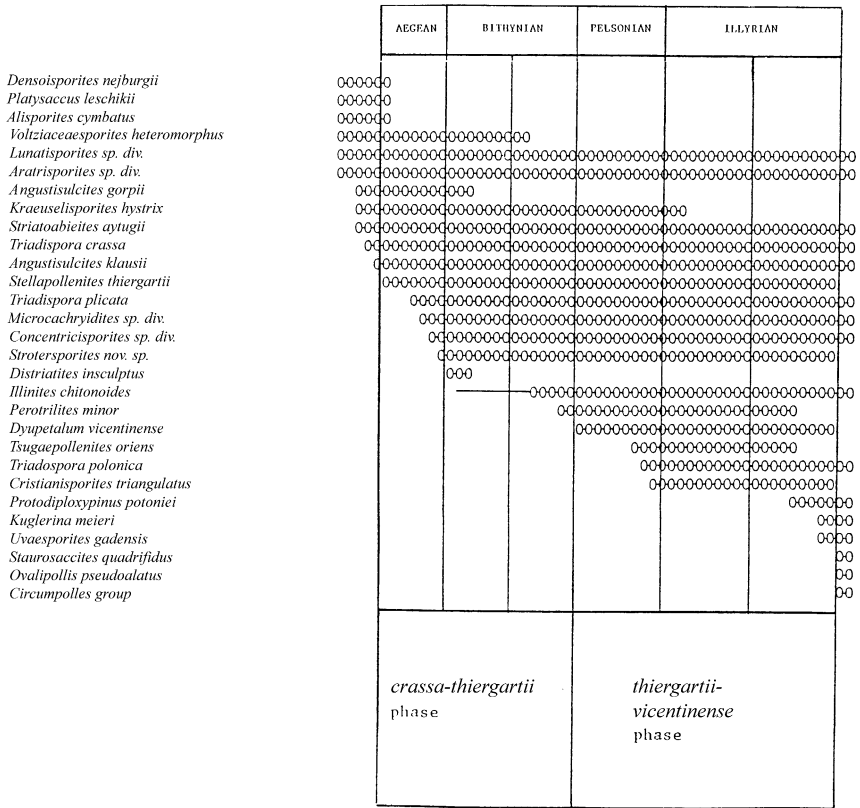 AEGEAN BITHYNIAN PELSONIAN ILLYRIAN
Densoisporites nejburgii
Platysaccus leschikii
Alisporites cymbatus
Voltziaceaesporites heteromorphus
Lunatisporites sp. div.
Aratrisporites sp. div.
Angustisulcites gorpii
Kraeuselisporites hystrix
Striatoabieites aytugii
Triadispora crassa
Angustisulcites klausii
Stellapollenites thiergartii
Triadispora plicata
Microcachryidites sp. div.
Concentricisporites sp. div.
Strotersporites nov. sp.
Distriatites insculptus
Illinites chitonoides
Perotrilites minor
Dyupetalum vicentinense
Tsugaepollenites oriens
Triadospora polonica
Cristianisporites triangulatus
Protodiploxypinus potoniei
Kuglerina meieri
Uvaesporites gadensis
Staurosaccites quadrifidus
Ovalipollis pseudoalatus
Circumpolles group
crassa-thiergartii
phase
thiergartii-
vicentinense
phase